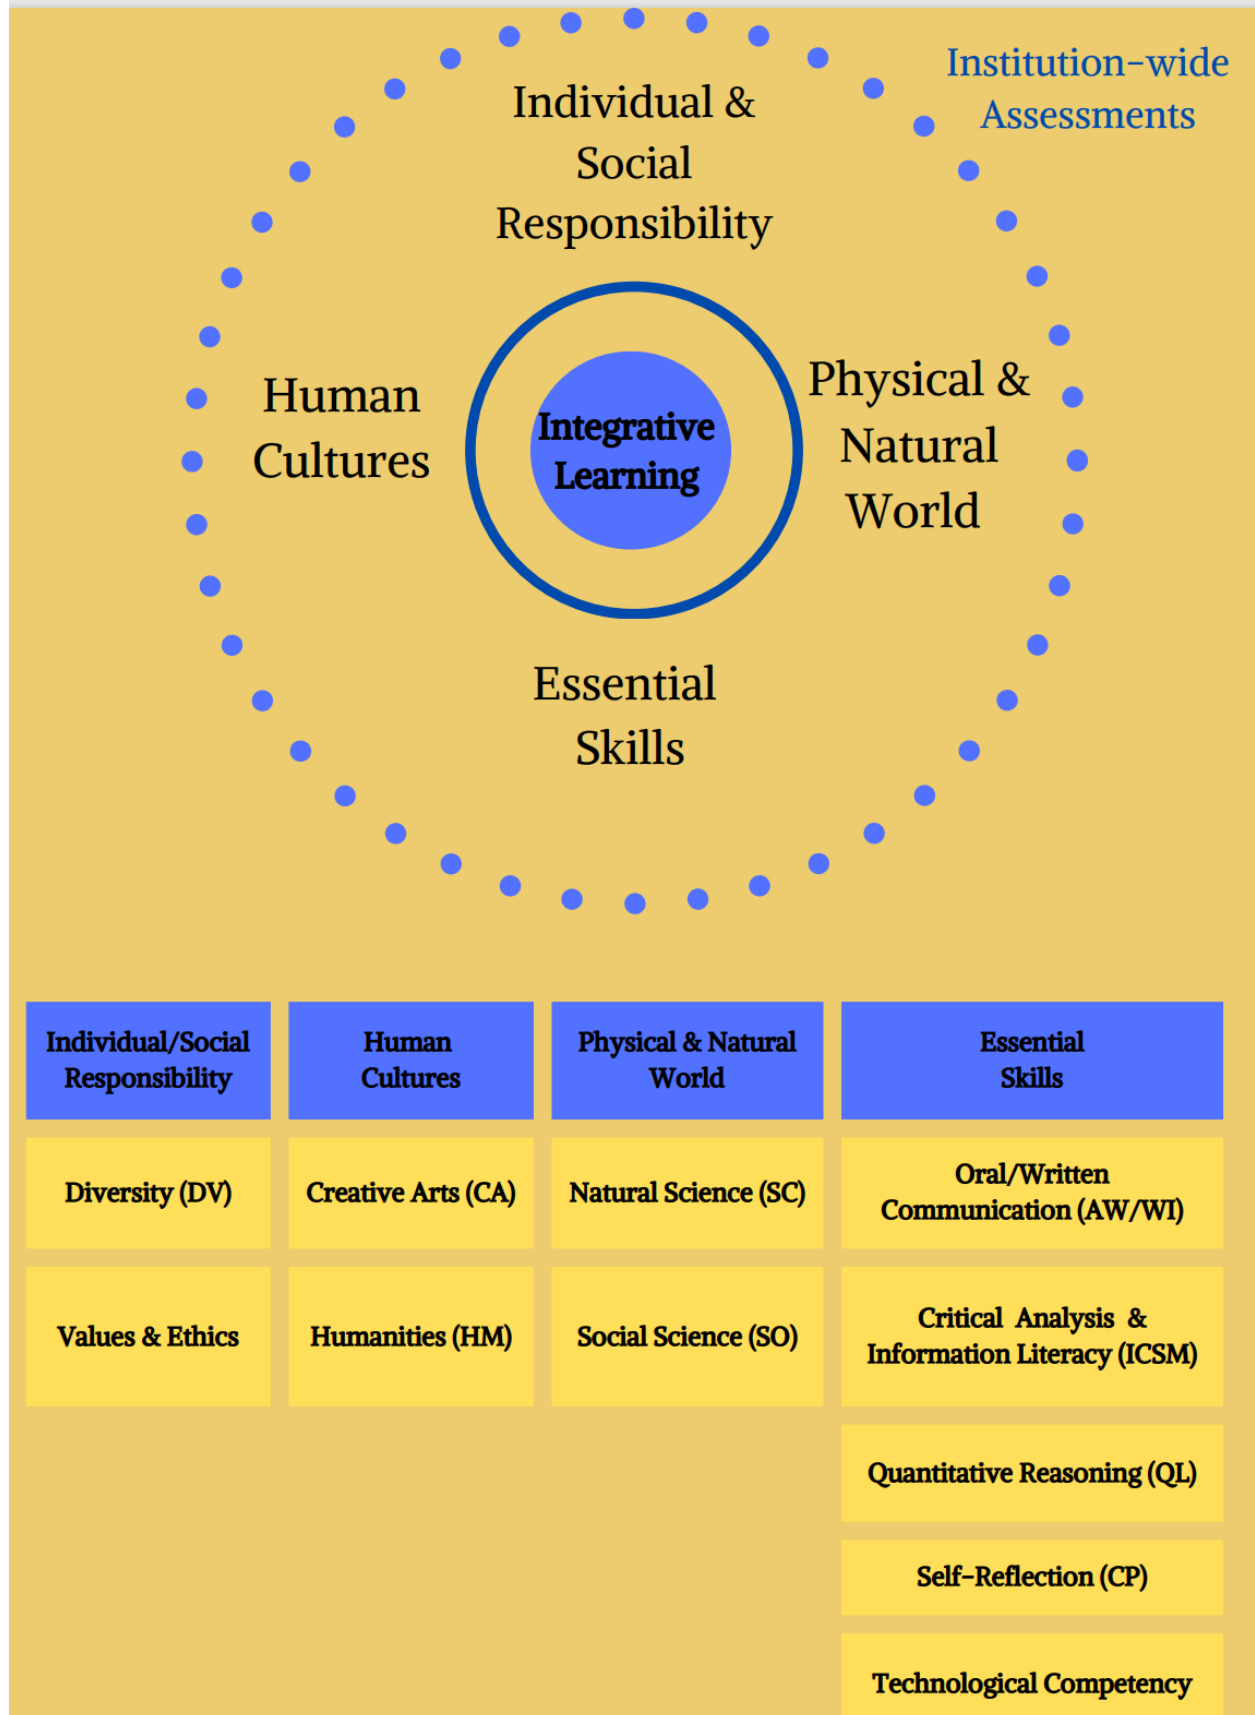 Institution-wide
Assessments
Individual &
Social
Responsibility
Human
Cultures
Integrative
Learning
Physical &
Natural
World
Essential
Skills
Individual/Social
Responsibility
Human
Cultures
Physical & Natural
World
Essential
Skills
Diversity (DV)
Creative Arts (CA)
Natural Science (SC)
Oral/Written
Communication (AW/WI)
Values & Ethics
Humanities (HM)
Social Science (SO)
Critical Analysis &
Information Literacy (ICSM)
Quantitative Reasoning (QL)
Self-Reflection (CP)
Technological Competency